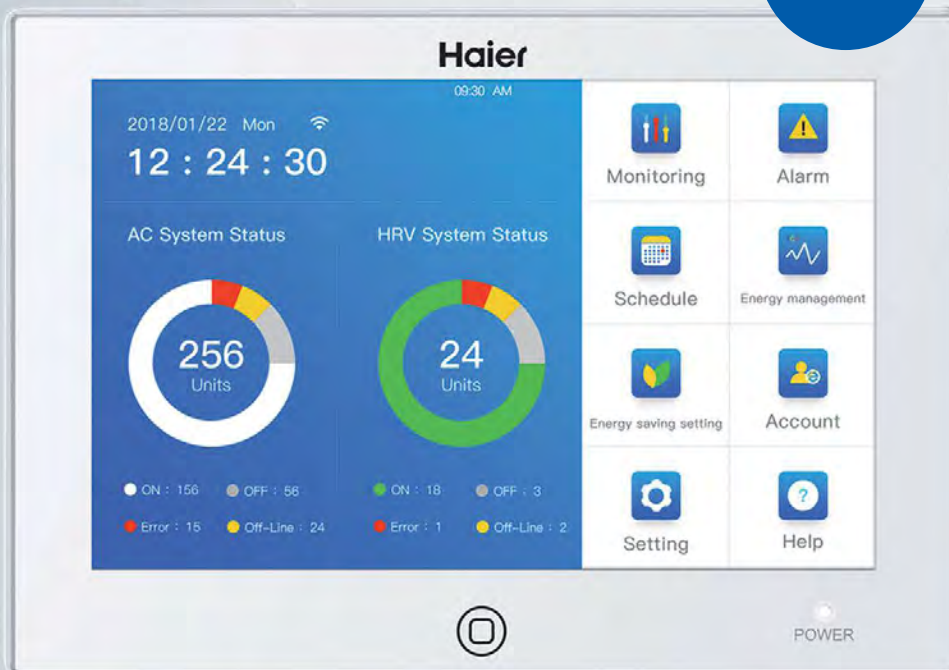 Haier
09:30 AM
2018/01/22 Mon
12 : 24 : 30
AC System Status
HRV System Status
256
Units
24
Units
ON : 156
OFF : 56
Error : 15
Off-Line : 24
ON : 18
OFF : 3
Error : 1
Off-Line : 2
Monitoring
Alarm
Schedule
Energy management
Energy saving setting
Account
Setting
Help
?
POWER